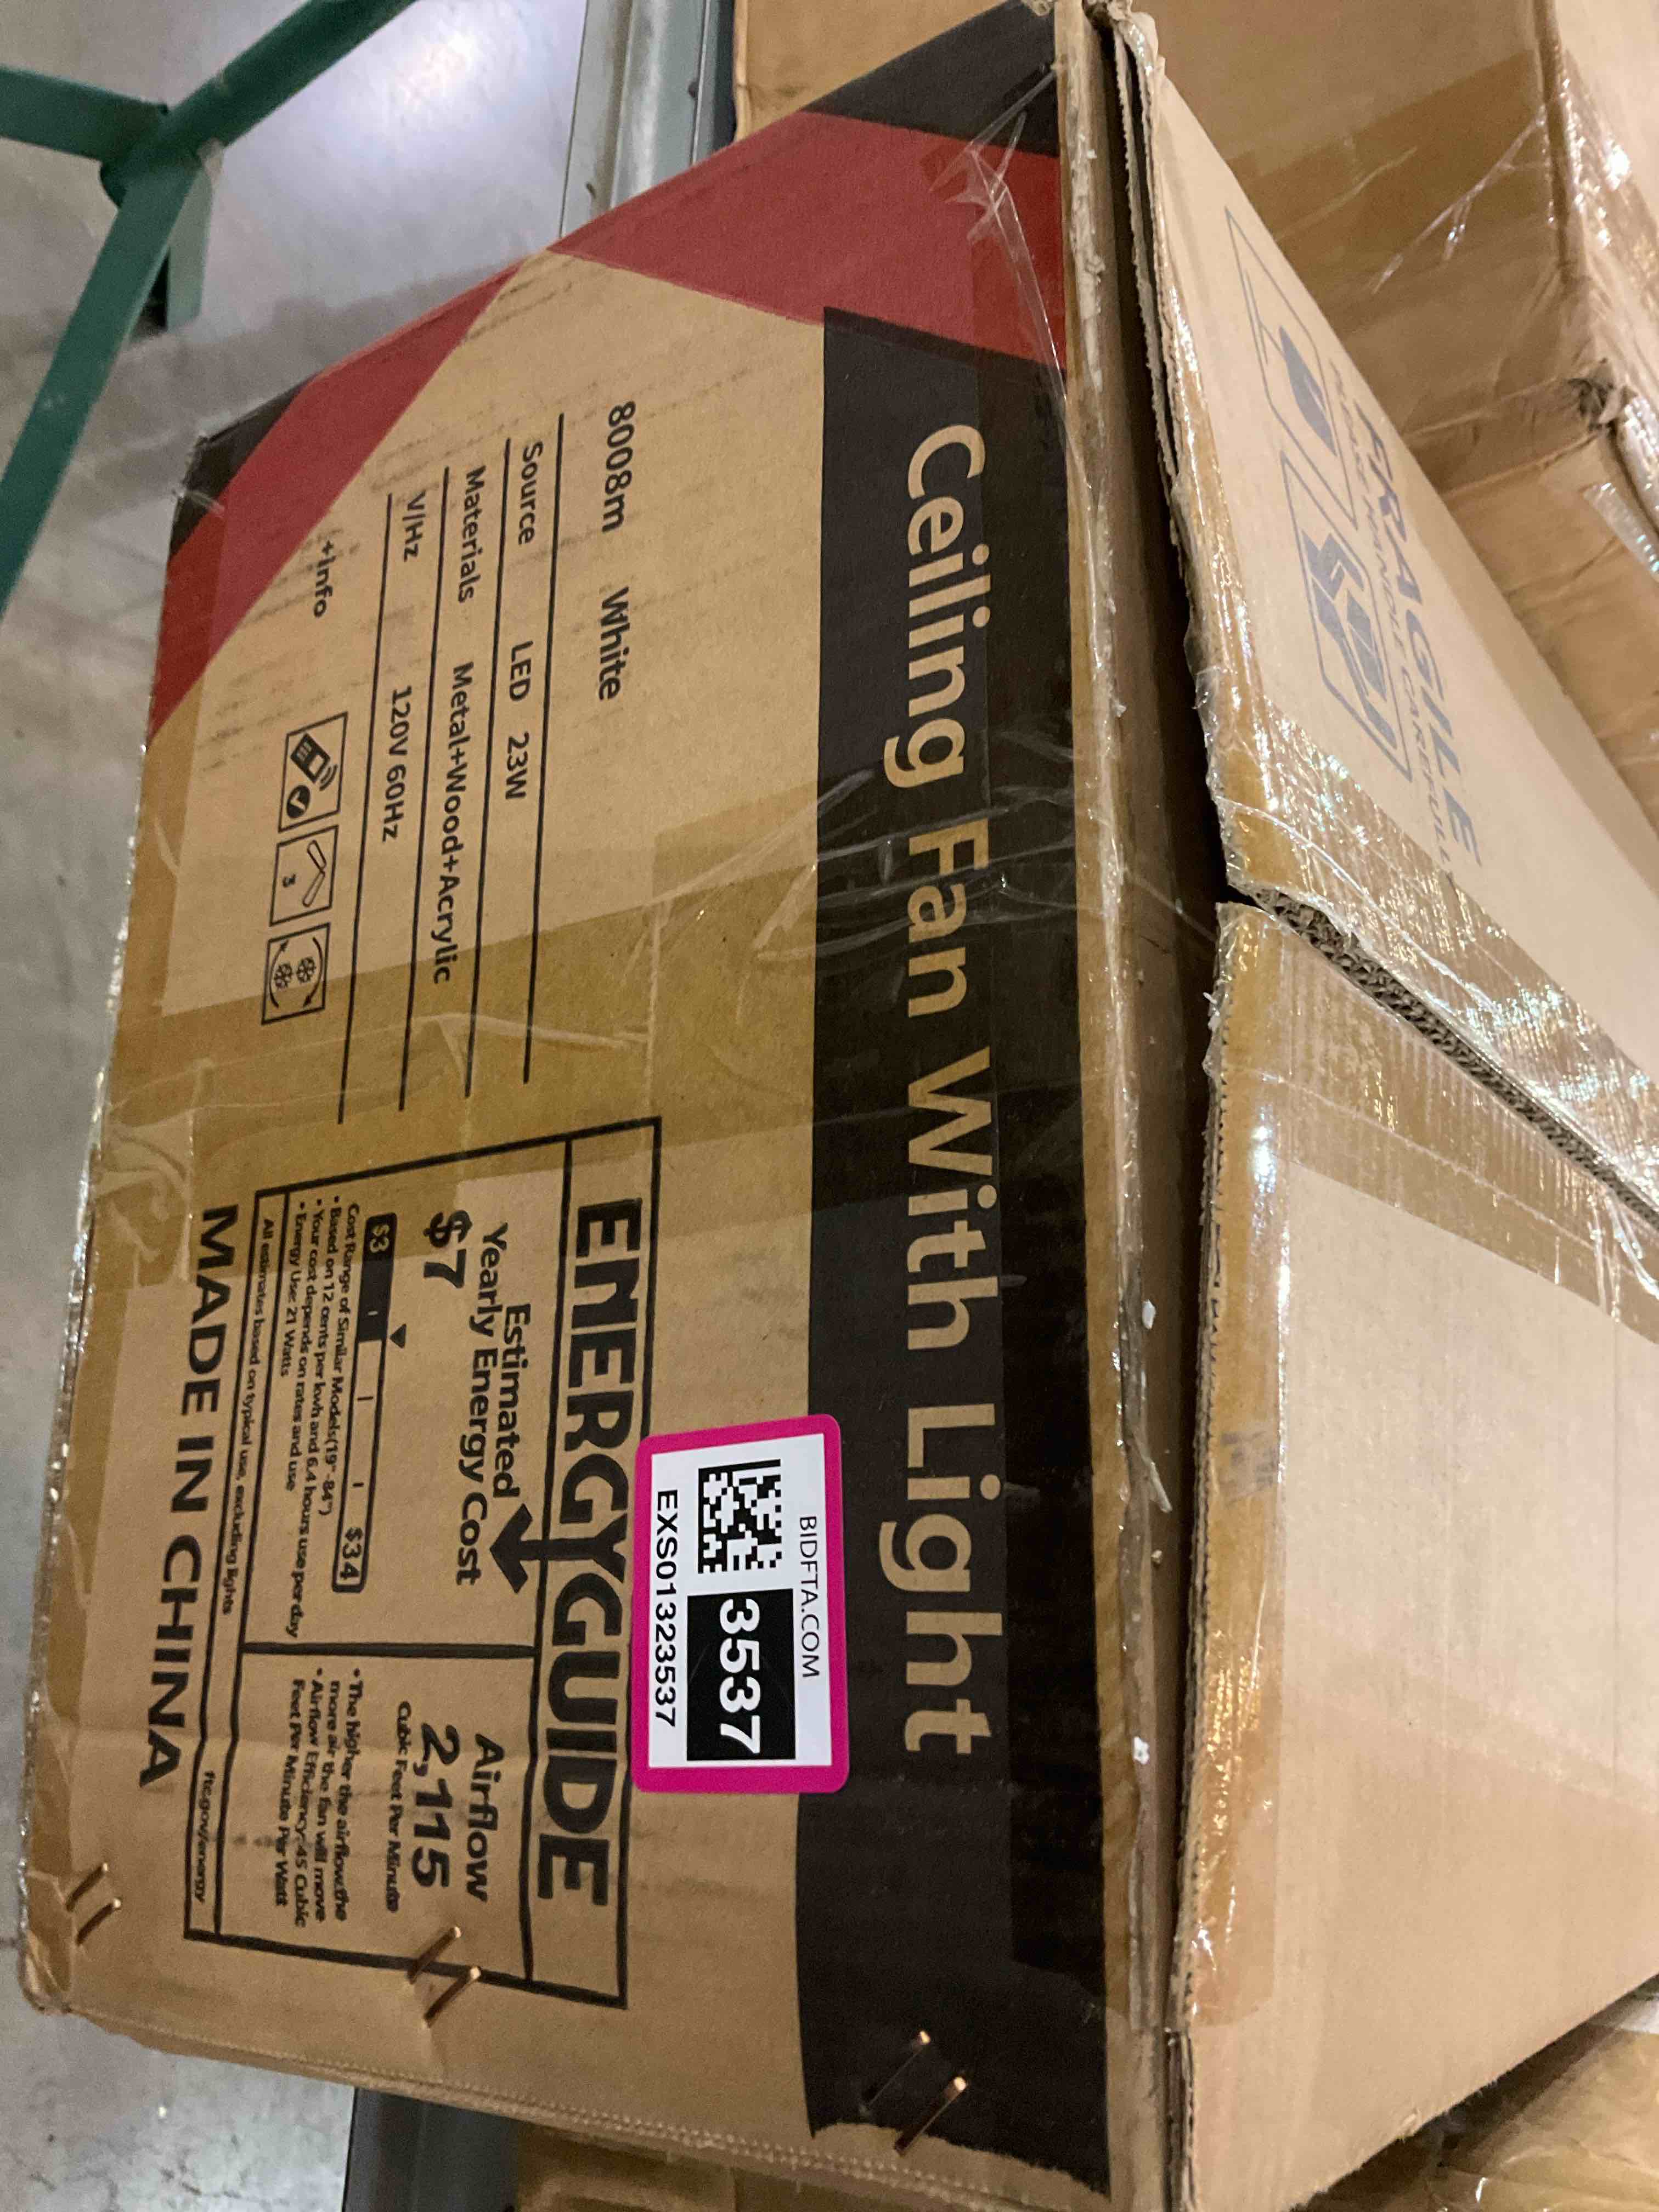 Ceiling Fan With Light
8008m White
Source LED 23W
Materials Metal+Wood+Acrylic
V/Hz 120V 60Hz
+info
3
ENERGYGUIDE
Estimated
Yearly Energy Cost
$7
$3
$34
Cost Range of Similar Models(19"-84")
• Based on 12 cents per kwh and 6.4 hours use per day
• Your cost depends on rates and use
• Energy Use: 21 Watts
All estimates based on typical use, excluding lights
Airflow
2,115
Cubic Feet Per Minute
• The higher the airflow,the
more air the fan will move
• Airflow Efficiency:45 Cubic
Feet Per Minute Per Watt
ftc.gov/energy
MADE IN CHINA
BIDFTA.COM
3537
EXS01323537
FRAGILE
HANDLE CAREFULLY